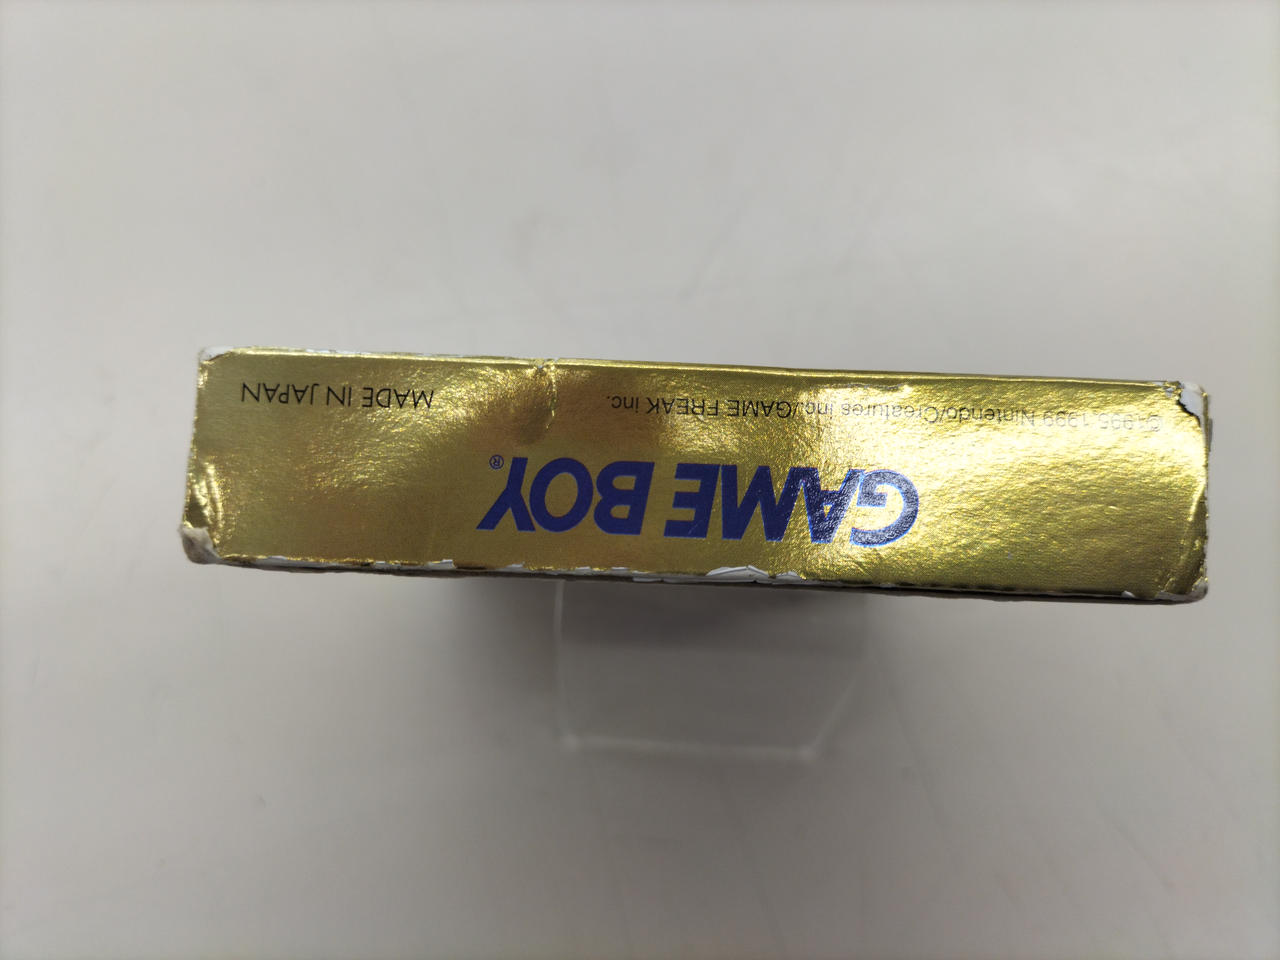 GAME BOY®
©1995,1999 Nintendo/Creatures inc./GAME FREAK inc.
MADE IN JAPAN